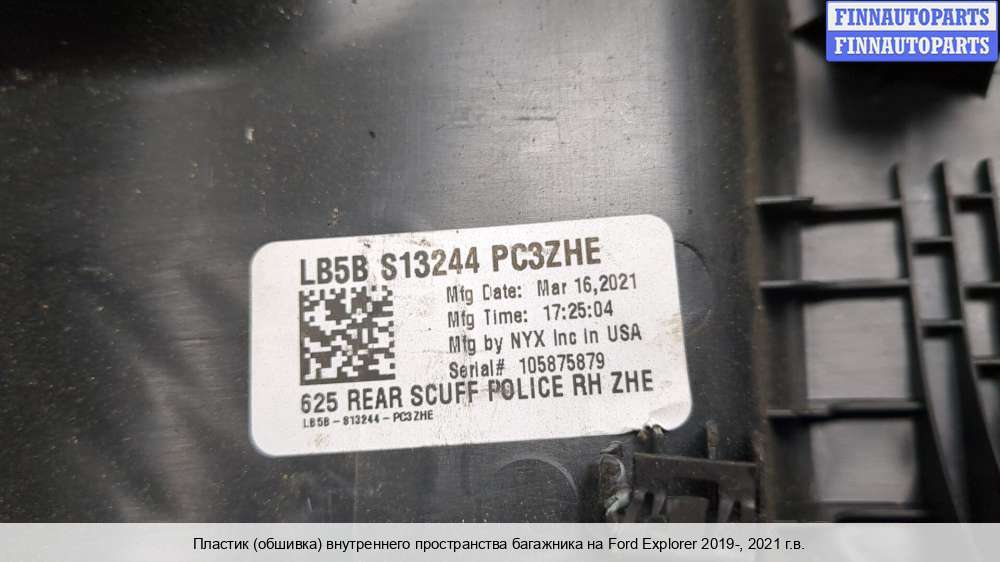 FINNAUTOPARTS
FINNAUTOPARTS
LB5B S13244 PC3ZHE
Mfg Date: Mar 16,2021
Mfg Time: 17:25:04
Mfg by NYX Inc in USA
Serial# 105875879
625 REAR SCUFF POLICE RH ZHE
LB5B - S13244 - PC3ZHE
Пластик (обшивка) внутреннего пространства багажника на Ford Explorer 2019-, 2021 г.в.